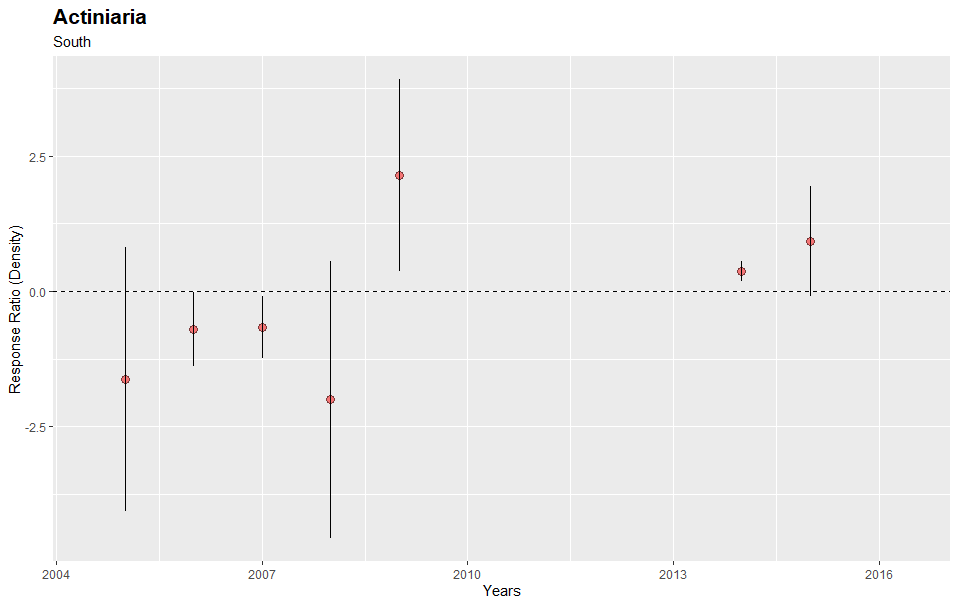 Actiniaria
South
Response Ratio (Density)
2.5
0.0
-2.5
2004 2007 2010 2013 2016
Years